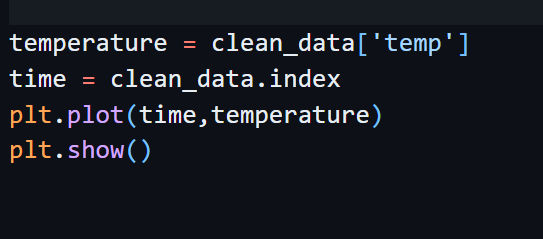 temperature = clean_data['temp']
time = clean_data.index
plt.plot(time,temperature)
plt.show()